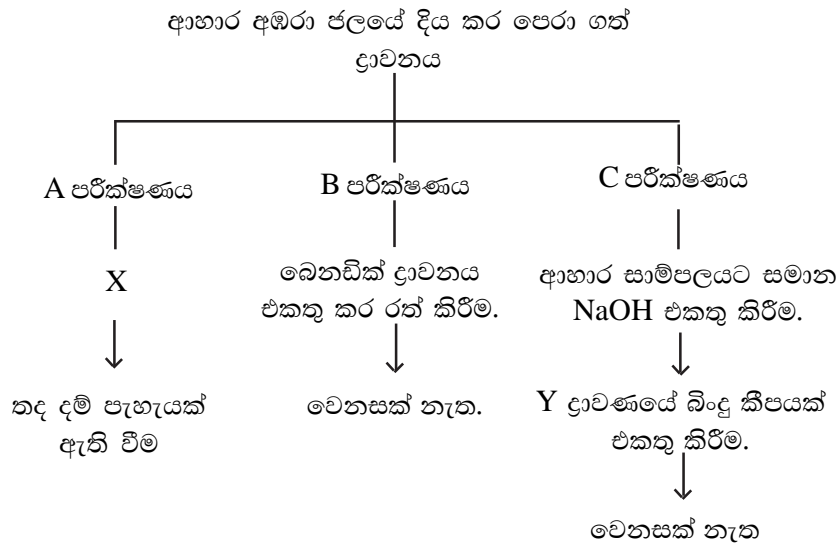 ආහාර අඹරා ජලයේ දිය කර පෙරා ගත්
ද්‍රාවනය
A පරීක්ෂණය
X
තද දම් පැහැයක්
ඇති වීම
B පරීක්ෂණය
බෙනඩික් ද්‍රාවනය
එකතු කර රත් කිරීම.
වෙනසක් නැත.
C පරීක්ෂණය
ආහාර සාම්පලයට සමාන
NaOH එකතු කිරීම.
Y ද්‍රාවණයේ බිංදු කීපයක්
එකතු කිරීම.
වෙනසක් නැත